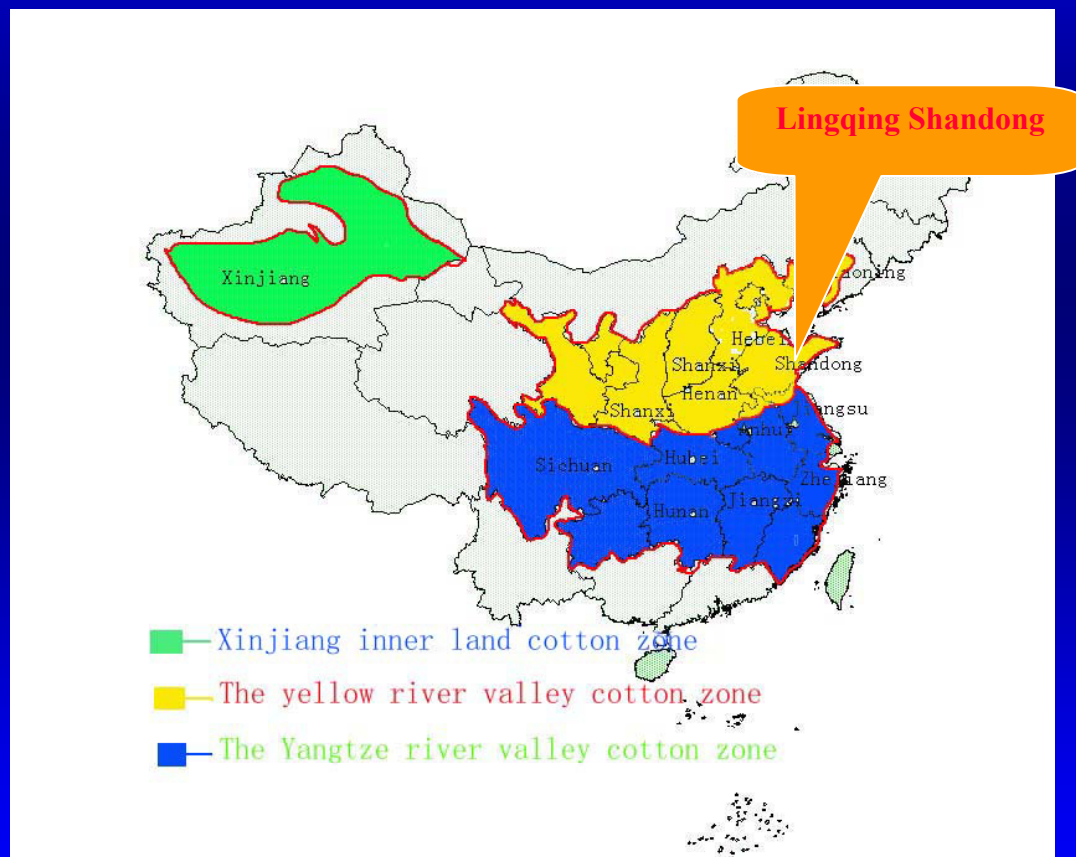 Lingqing Shandong
Xinjiang
Hebei
Shanxi
Shandong
Henan
Shanxi
Jiangsu
Anhui
Sichuan
Hubei
Zhejiang
Hunan
Jiangxi
Xinjiang inner land cotton zone
The yellow river valley cotton zone
The Yangtze river valley cotton zone